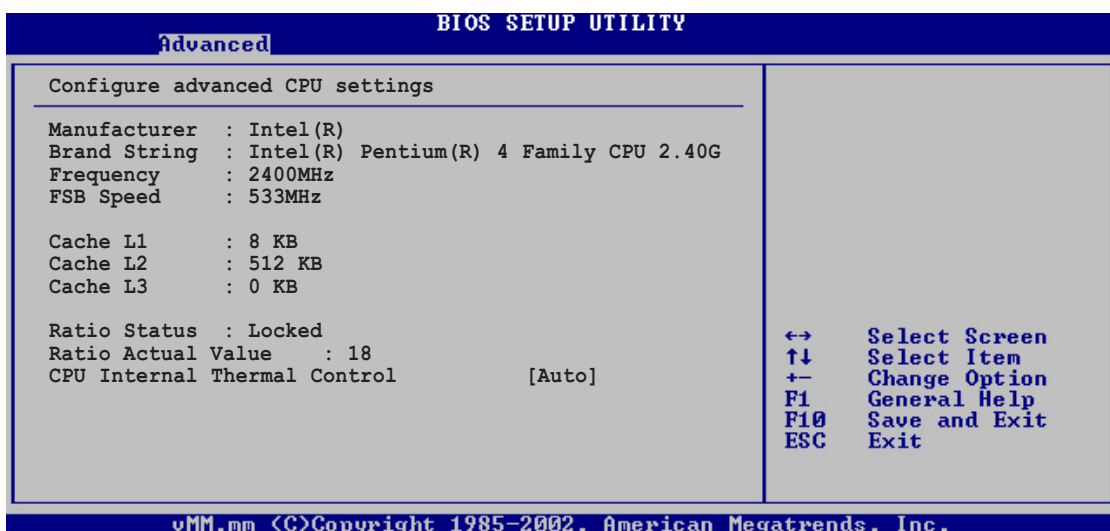 BIOS SETUP UTILITY
Advanced
Configure advanced CPU settings
Manufacturer : Intel(R)
Brand String : Intel(R) Pentium(R) 4 Family CPU 2.40G
Frequency : 2400MHz
FSB Speed : 533MHz
Cache L1 : 8 KB
Cache L2 : 512 KB
Cache L3 : 0 KB
Ratio Status : Locked
Ratio Actual Value : 18
CPU Internal Thermal Control [Auto]
←→ Select Screen
↑↓ Select Item
+- Change Option
F1 General Help
F10 Save and Exit
ESC Exit
vMM.mm (C)Copyright 1985-2002, American Megatrends, Inc.